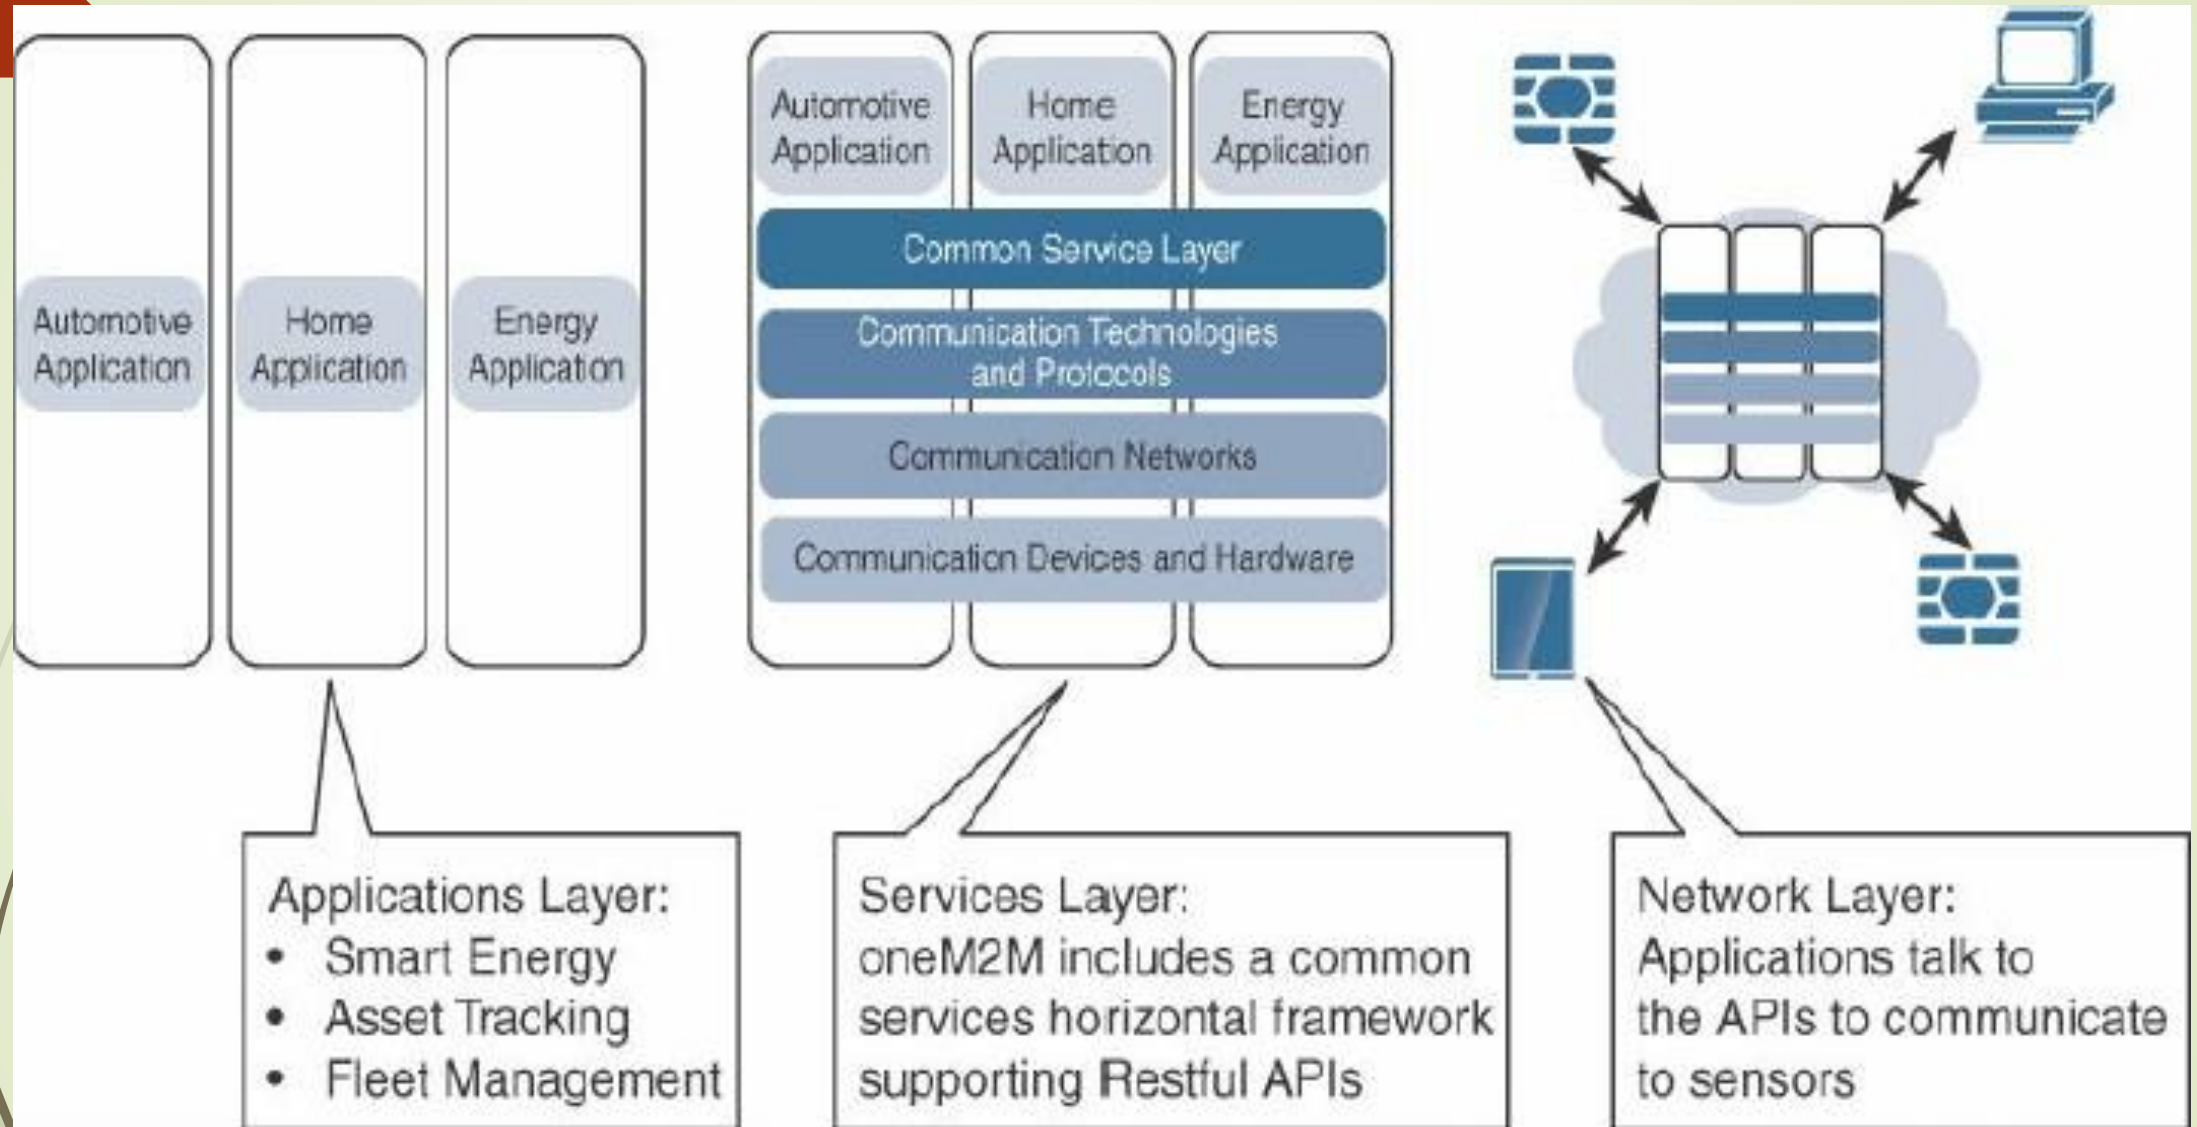 Automotive
Application
Home
Application
Energy
Application
Automotive
Application
Home
Application
Energy
Application
Common Service Layer
Communication Technologies
and Protocols
Communication Networks
Communication Devices and Hardware
Applications Layer:
• Smart Energy
• Asset Tracking
• Fleet Management
Services Layer:
oneM2M includes a common
services horizontal framework
supporting Restful APIs
Network Layer:
Applications talk to
the APIs to communicate
to sensors